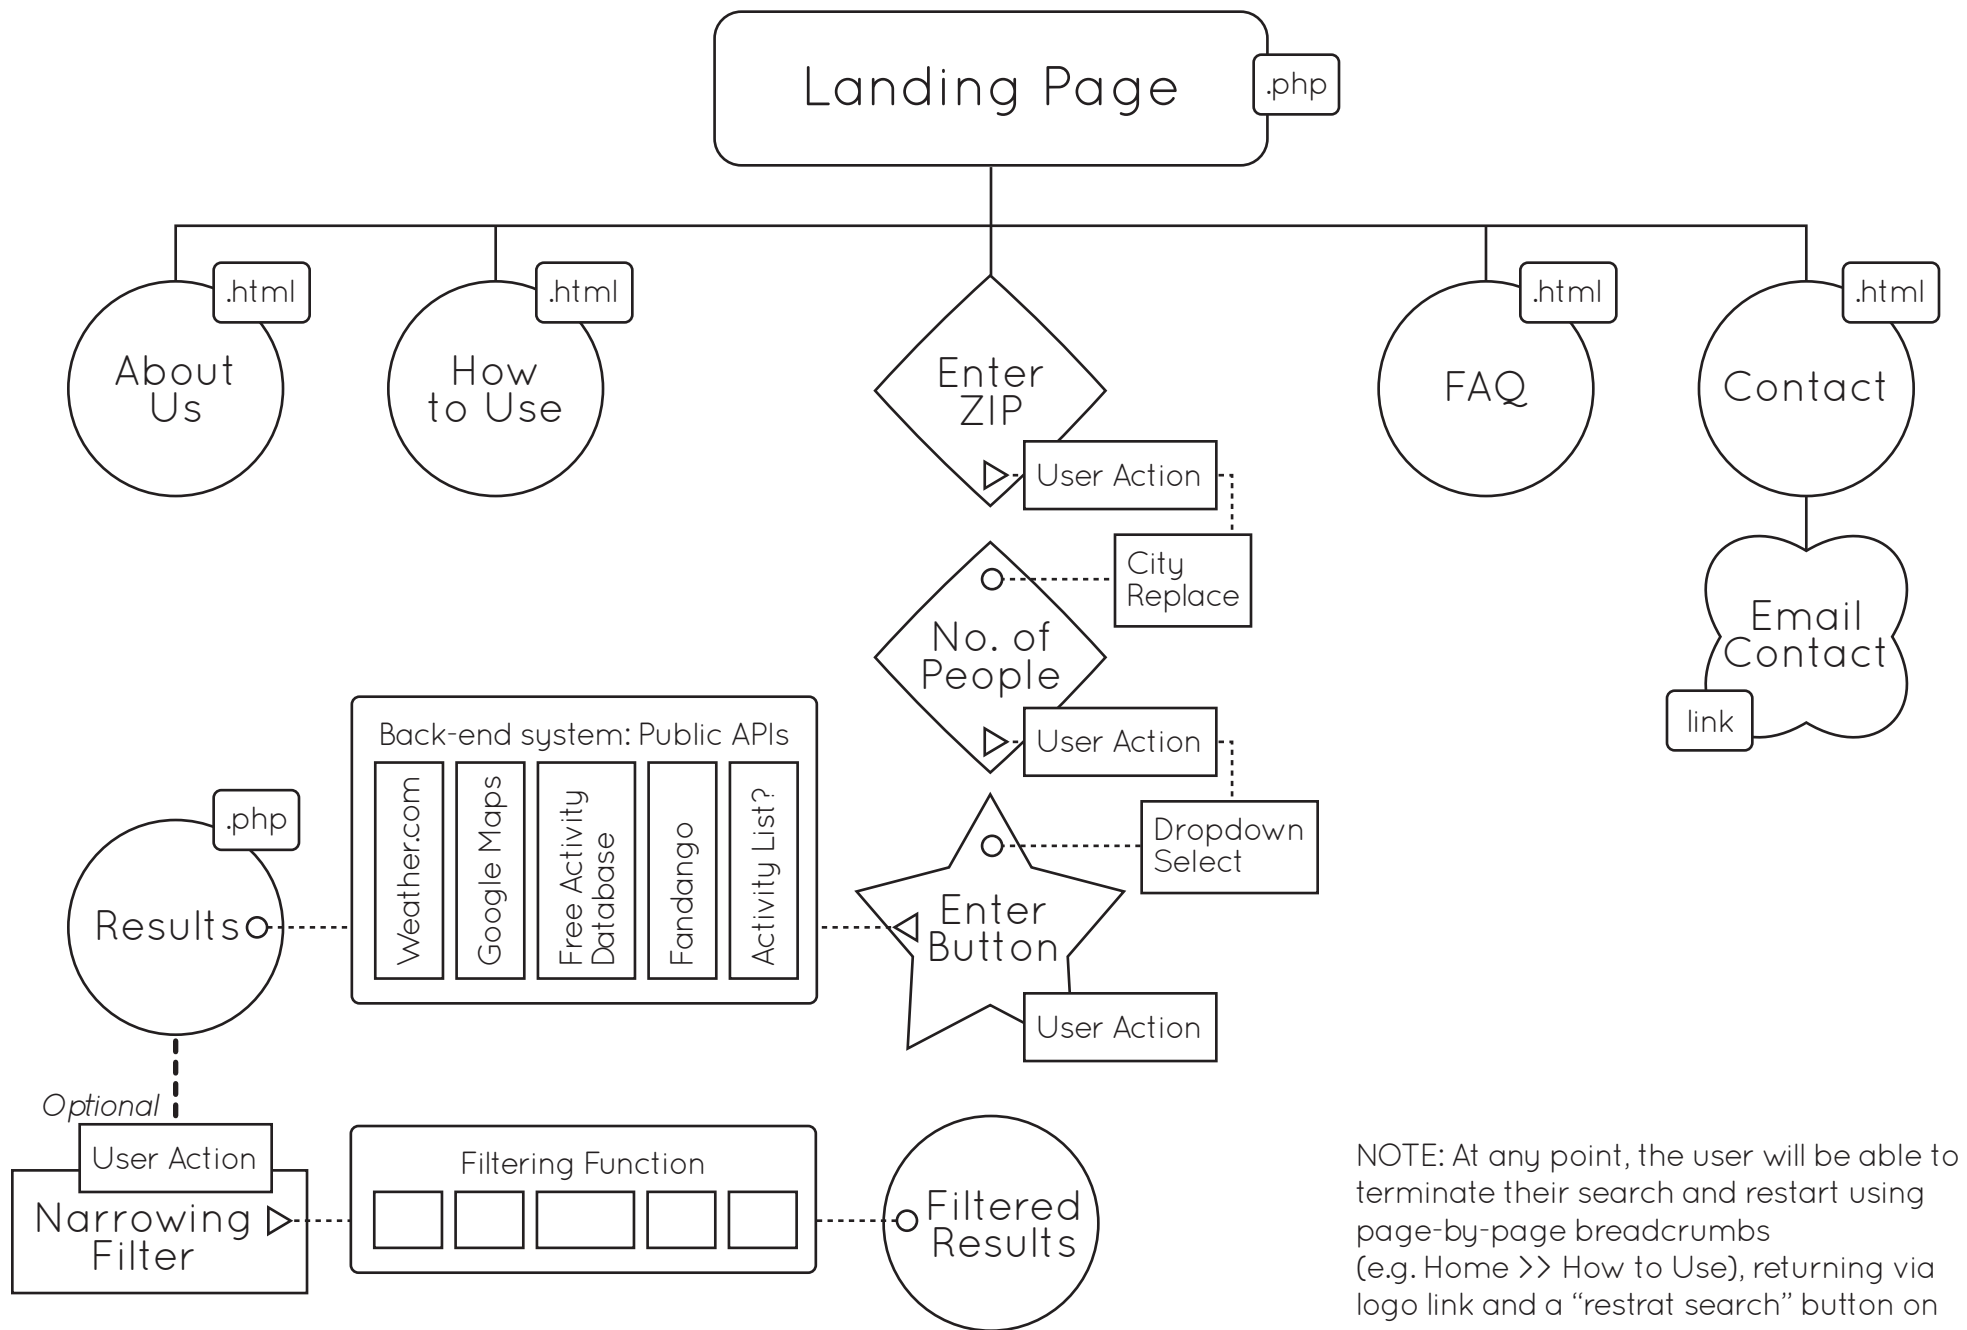 Landing Page
.php
.html
.html
.html
.html
About
Us
How
to Use
Enter
ZIP
FAQ
Contact
User Action
City
Replace
No. of
People
Email
Contact
link
User Action
Back-end system: Public APIs
Weather.com
Google Maps
Free Activity
Database
Fandango
Activity List?
.php
Results
Dropdown
Select
Enter
Button
User Action
Optional
User Action
Narrowing
Filter
Filtering Function
Filtered
Results
NOTE: At any point, the user will be able to
terminate their search and restart using
page-by-page breadcrumbs
(e.g. Home >> How to Use), returning via
logo link and a “restrat search” button on